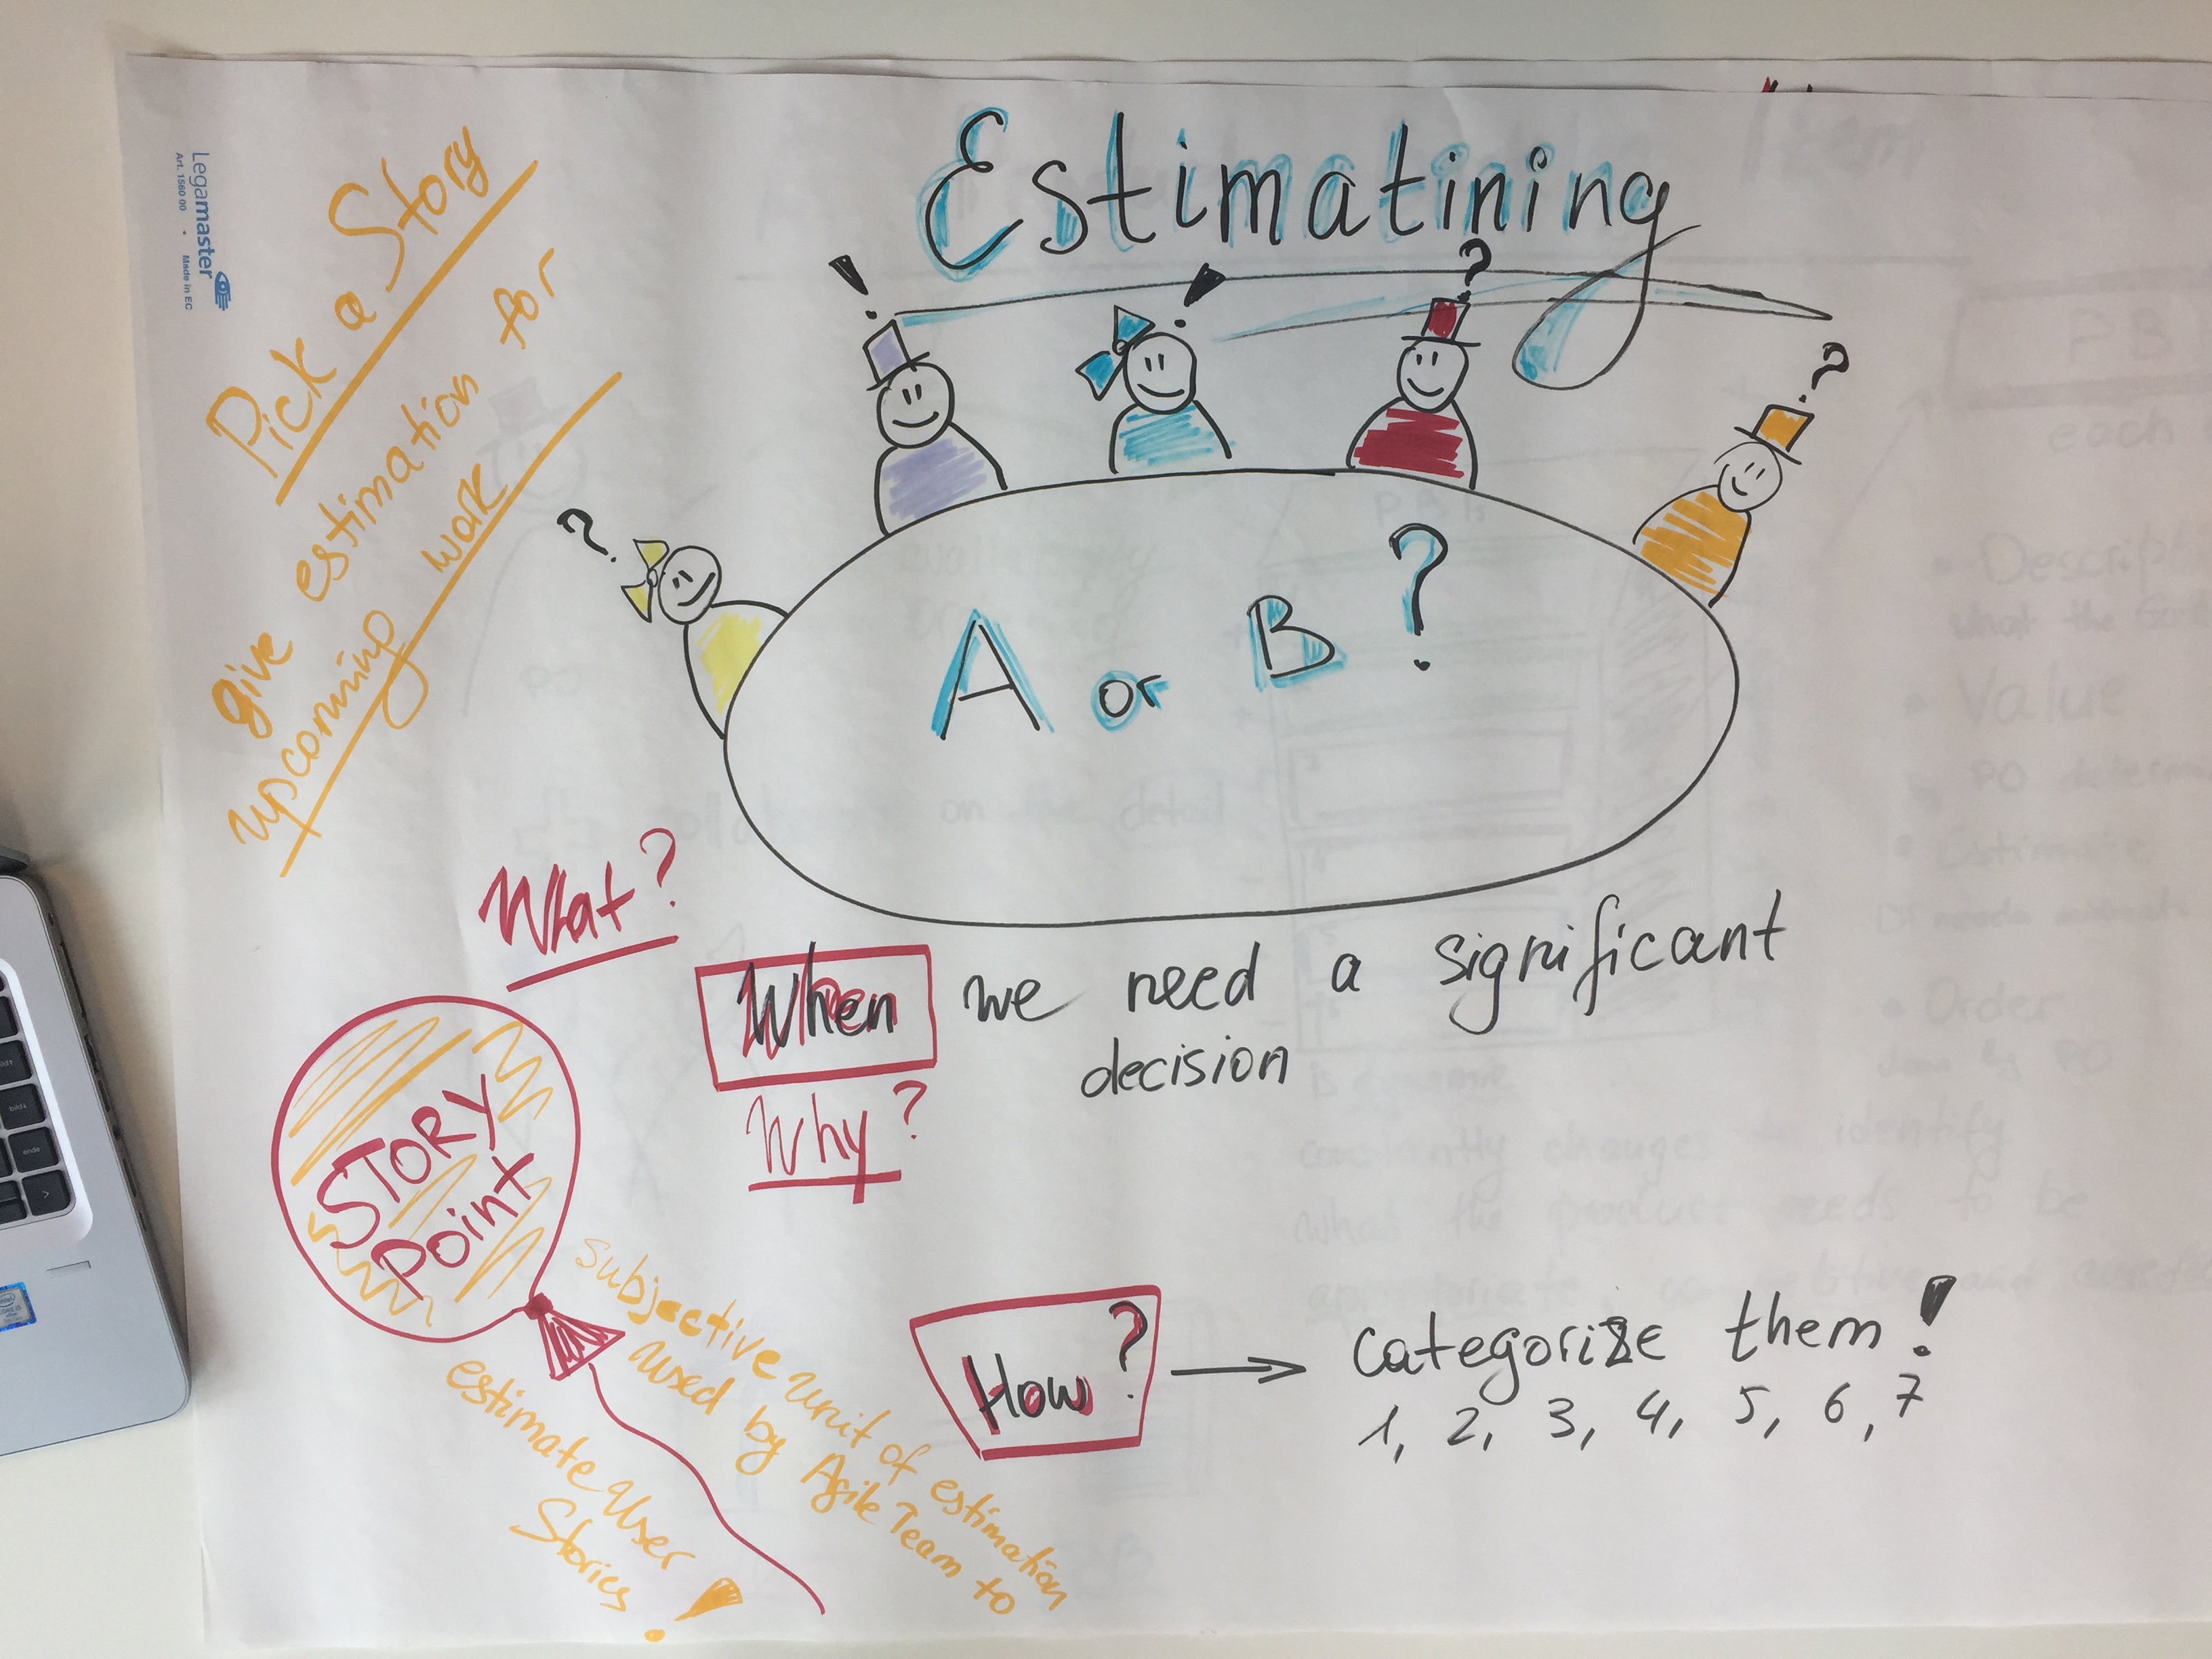 Legamaster
Art. 1560 00 • Made in EC
Estimatining
Pick a Story
give estimation for
upcoming work
?
!
!
?
?
A or B ?
What?
When we need a significant
decision
Why?
STORY
Point
Subjective unit of estimation
used by Agile Team to
estimate User
Stories !
How? → Categorize them!
1, 2, 3, 4, 5, 6, 7